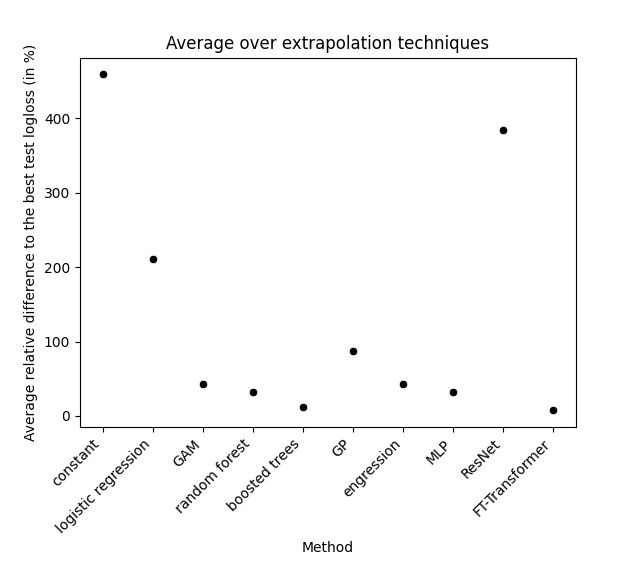 Average over extrapolation techniques
Average relative difference to the best test logloss (in %)
400
300
200
100
0
constant
logistic regression
GAM
random forest
boosted trees
GP
engression
MLP
ResNet
FT-Transformer
Method